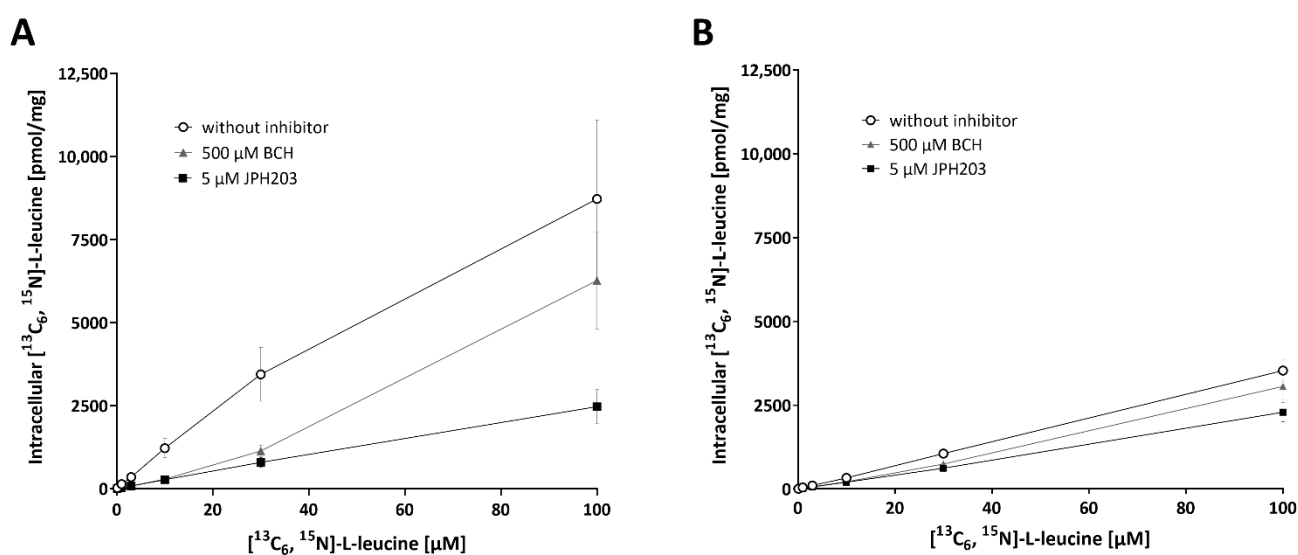 A
12,500
10,000
7500
5000
2500
0
without inhibitor
500 µM BCH
5 µM JPH203
Intracellular [¹³C₆, ¹⁵N]-L-leucine [pmol/mg]
0 20 40 60 80 100
[¹³C₆, ¹⁵N]-L-leucine [µM]
B
12,500
10,000
7500
5000
2500
0
without inhibitor
500 µM BCH
5 µM JPH203
Intracellular [¹³C₆, ¹⁵N]-L-leucine [pmol/mg]
0 20 40 60 80 100
[¹³C₆, ¹⁵N]-L-leucine [µM]